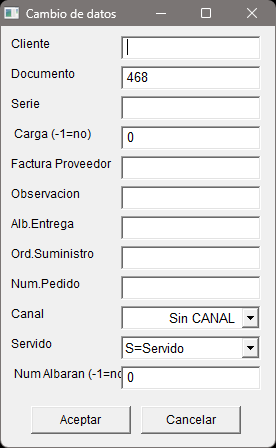 Cambio de datos
Cliente
Documento 468
Serie
Carga (-1=no) 0
Factura Proveedor
Observacion
Alb.Entrega
Ord.Suministro
Num.Pedido
Canal Sin CANAL
Servido S=Servido
Num Albaran (-1=no 0
Aceptar Cancelar